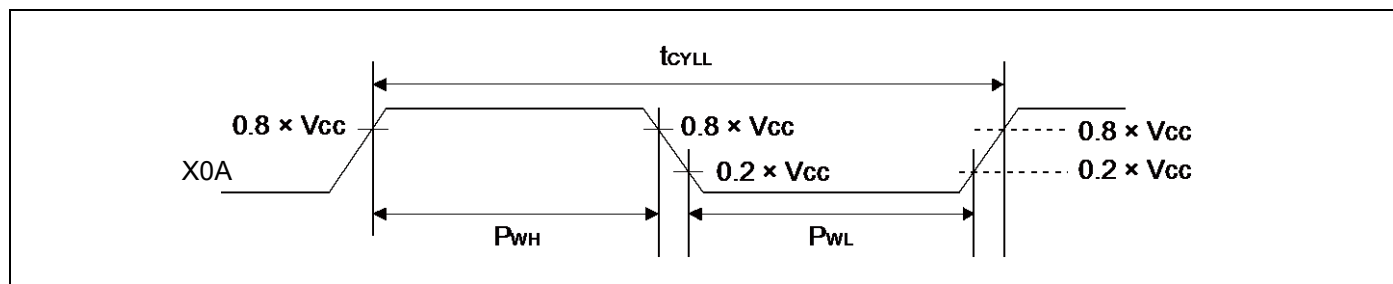 tCYLL
0.8 × Vcc
0.8 × Vcc
0.8 × Vcc
X0A
0.2 × Vcc
0.2 × Vcc
PWH
PWL